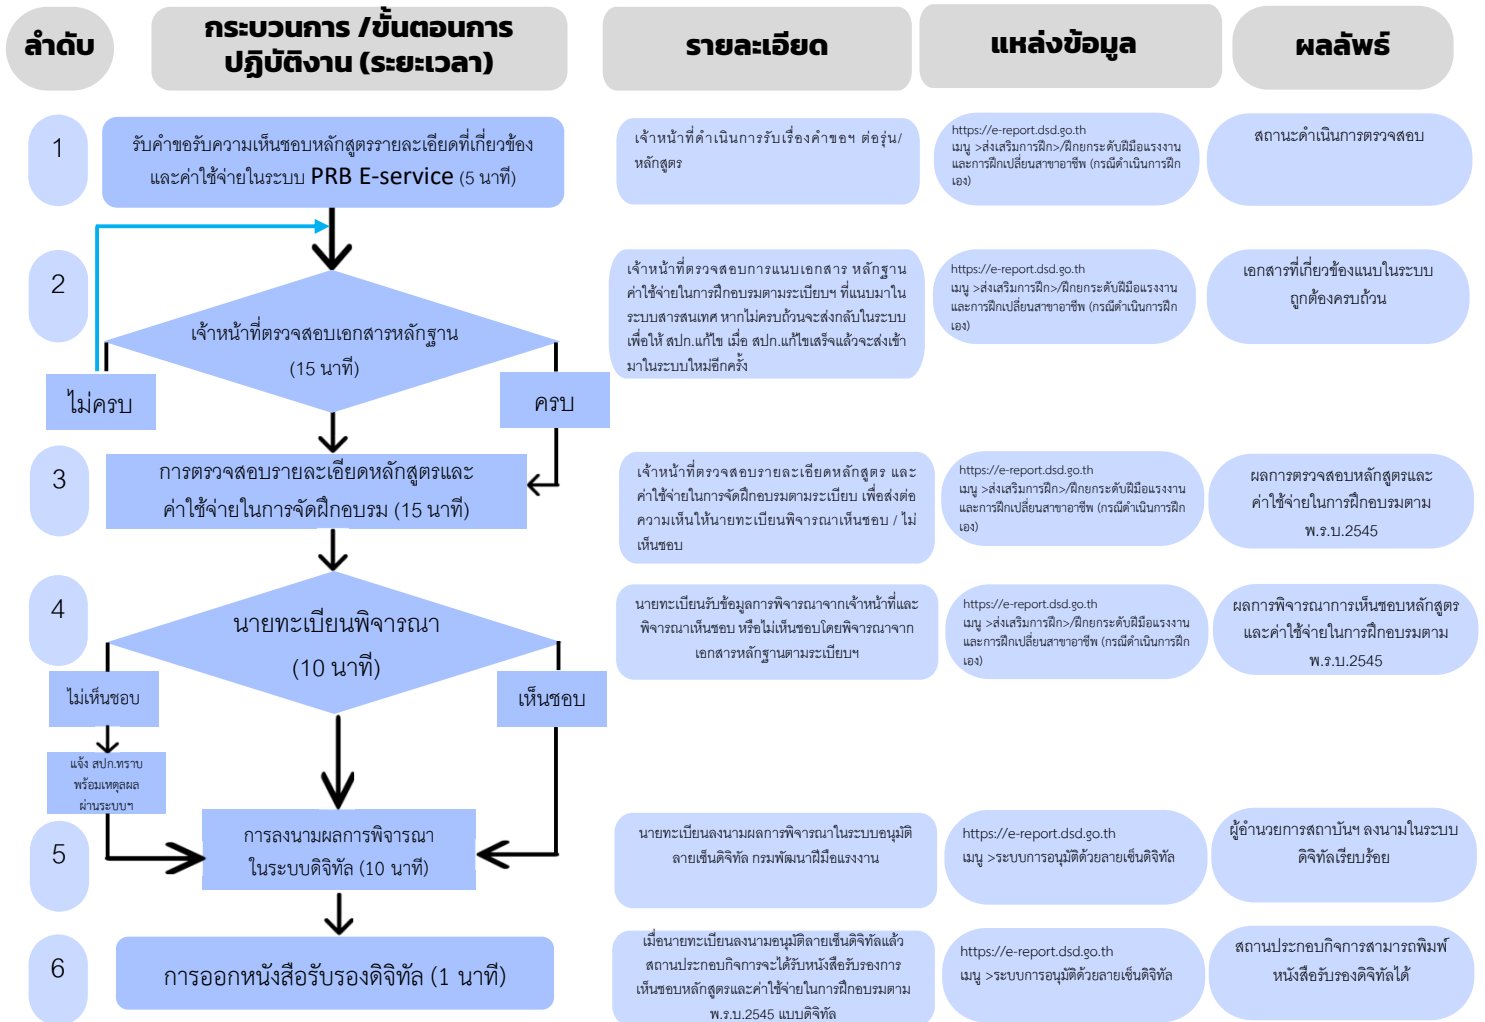 ลำดับ
กระบวนการ /ขั้นตอนการ
ปฏิบัติงาน (ระยะเวลา)
รายละเอียด
แหล่งข้อมูล
ผลลัพธ์
1
รับคำขอรับความเห็นชอบหลักสูตรรายละเอียดที่เกี่ยวข้อง
และค่าใช้จ่ายในระบบ PRB E-service (5 นาที)
เจ้าหน้าที่ดำเนินการรับเรื่องคำขอฯ ต่อรุ่น/
หลักสูตร
https://e-report.dsd.go.th
เมนู >ส่งเสริมการฝึก>/ฝึกยกระดับฝีมือแรงงาน
และการฝึกเปลี่ยนสาขาอาชีพ (กรณีดำเนินการฝึก
เอง)
สถานะดำเนินการตรวจสอบ
2
เจ้าหน้าที่ตรวจสอบเอกสารหลักฐาน
(15 นาที)
ไม่ครบ
ครบ
เจ้าหน้าที่ตรวจสอบการแนบเอกสาร หลักฐาน
ค่าใช้จ่ายในการฝึกอบรมตามระเบียบฯ ที่แนบมาใน
ระบบสารสนเทศ หากไม่ครบถ้วนจะส่งกลับในระบบ
เพื่อให้ สปก.แก้ไข เมื่อ สปก.แก้ไขเสร็จแล้วจะส่งเข้า
มาในระบบใหม่อีกครั้ง
https://e-report.dsd.go.th
เมนู >ส่งเสริมการฝึก>/ฝึกยกระดับฝีมือแรงงาน
และการฝึกเปลี่ยนสาขาอาชีพ (กรณีดำเนินการฝึก
เอง)
เอกสารที่เกี่ยวข้องแนบในระบบ
ถูกต้องครบถ้วน
3
การตรวจสอบรายละเอียดหลักสูตรและ
ค่าใช้จ่ายในการจัดฝึกอบรม (15 นาที)
เจ้าหน้าที่ตรวจสอบรายละเอียดหลักสูตร และ
ค่าใช้จ่ายในการจัดฝึกอบรมตามระเบียบ เพื่อส่งต่อ
ความเห็นให้นายทะเบียนพิจารณาเห็นชอบ / ไม่
เห็นชอบ
https://e-report.dsd.go.th
เมนู >ส่งเสริมการฝึก>/ฝึกยกระดับฝีมือแรงงาน
และการฝึกเปลี่ยนสาขาอาชีพ (กรณีดำเนินการฝึก
เอง)
ผลการตรวจสอบหลักสูตรและ
ค่าใช้จ่ายในการฝึกอบรมตาม
พ.ร.บ.2545
4
นายทะเบียนพิจารณา
(10 นาที)
ไม่เห็นชอบ
เห็นชอบ
แจ้ง สปก.ทราบ
พร้อมเหตุลผล
ผ่านระบบฯ
นายทะเบียนรับข้อมูลการพิจารณาจากเจ้าหน้าที่และ
พิจารณาเห็นชอบ หรือไม่เห็นชอบโดยพิจารณาจาก
เอกสารหลักฐานตามระเบียบฯ
https://e-report.dsd.go.th
เมนู >ส่งเสริมการฝึก>/ฝึกยกระดับฝีมือแรงงาน
และการฝึกเปลี่ยนสาขาอาชีพ (กรณีดำเนินการฝึก
เอง)
ผลการพิจารณาการเห็นชอบหลักสูตร
และค่าใช้จ่ายในการฝึกอบรมตาม
พ.ร.บ.2545
5
การลงนามผลการพิจารณา
ในระบบดิจิทัล (10 นาที)
นายทะเบียนลงนามผลการพิจารณาในระบบอนุมัติ
ลายเซ็นดิจิทัล กรมพัฒนาฝีมือแรงงาน
https://e-report.dsd.go.th
เมนู >ระบบการอนุมัติด้วยลายเซ็นดิจิทัล
ผู้อำนวยการสถาบันฯ ลงนามในระบบ
ดิจิทัลเรียบร้อย
6
การออกหนังสือรับรองดิจิทัล (1 นาที)
เมื่อนายทะเบียนลงนามอนุมัติลายเซ็นดิจิทัลแล้ว
สถานประกอบกิจการจะได้รับหนังสือรับรองการ
เห็นชอบหลักสูตรและค่าใช้จ่ายในการฝึกอบรมตาม
พ.ร.บ.2545 แบบดิจิทัล
https://e-report.dsd.go.th
เมนู >ระบบการอนุมัติด้วยลายเซ็นดิจิทัล
สถานประกอบกิจการสามารถพิมพ์
หนังสือรับรองดิจิทัลได้